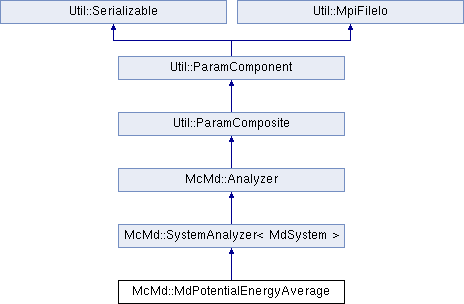 Util::Serializable
Util::MpiFileIo
Util::ParamComponent
Util::ParamComposite
McMd::Analyzer
McMd::SystemAnalyzer< MdSystem >
McMd::MdPotentialEnergyAverage